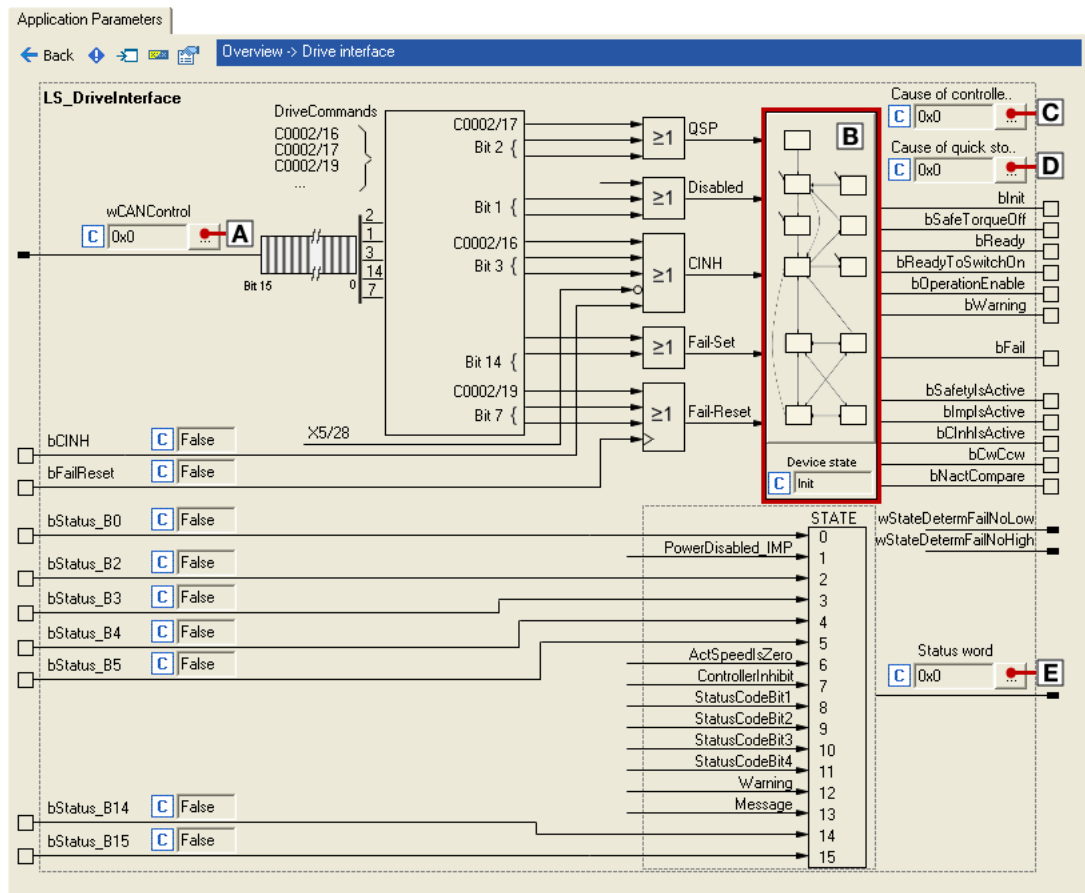 Application Parameters
Back
Overview -> Drive interface
LS_DriveInterface
DriveCommands
C0002/16
C0002/17
C0002/19
...
wCANControl
C 0x0 ... A
Bit 15
0
2
1
3
14
7
C0002/17
Bit 2 {
Bit 1 {
C0002/16
Bit 3 {
Bit 14 {
C0002/19
Bit 7 {
X5/28
≥1 QSP
≥1 Disabled
≥1 CINH
≥1 Fail-Set
≥1 Fail-Reset
B
Device state
C Init
Cause of controlle..
C 0x0 ... C
Cause of quick sto..
C 0x0 ... D
bInit
bSafeTorqueOff
bReady
bReadyToSwitchOn
bOperationEnable
bWarning
bFail
bSafetyIsActive
bImpIsActive
bCInhIsActive
bCwCcw
bNactCompare
bCINH C False
bFailReset C False
bStatus_B0 C False
bStatus_B2 C False
bStatus_B3 C False
bStatus_B4 C False
bStatus_B5 C False
bStatus_B14 C False
bStatus_B15 C False
PowerDisabled_IMP
ActSpeedIsZero
ControllerInhibit
StatusCodeBit1
StatusCodeBit2
StatusCodeBit3
StatusCodeBit4
Warning
Message
STATE
0
1
2
3
4
5
6
7
8
9
10
11
12
13
14
15
wStateDetermFailNoLow
wStateDetermFailNoHigh
Status word
C 0x0 ... E